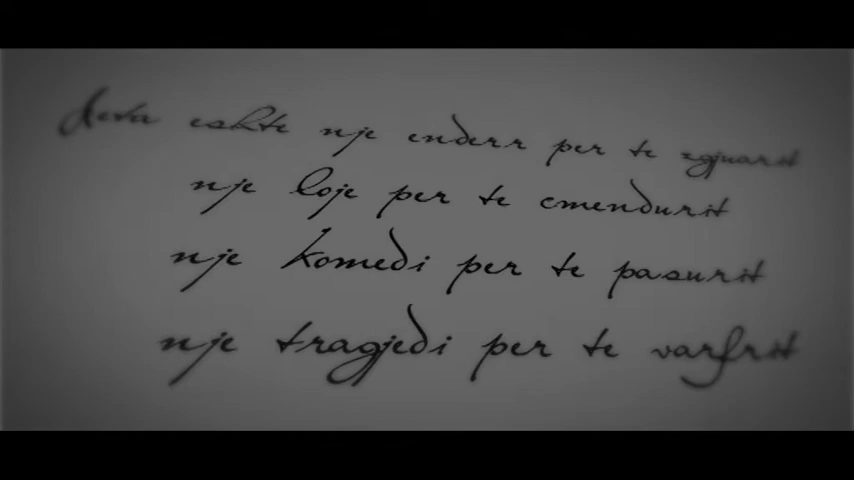 Jeta eshte nje enderr per te zgjuarit
nje loje per te cmendurit
nje komedi per te pasurit
nje tragjedi per te varfrit